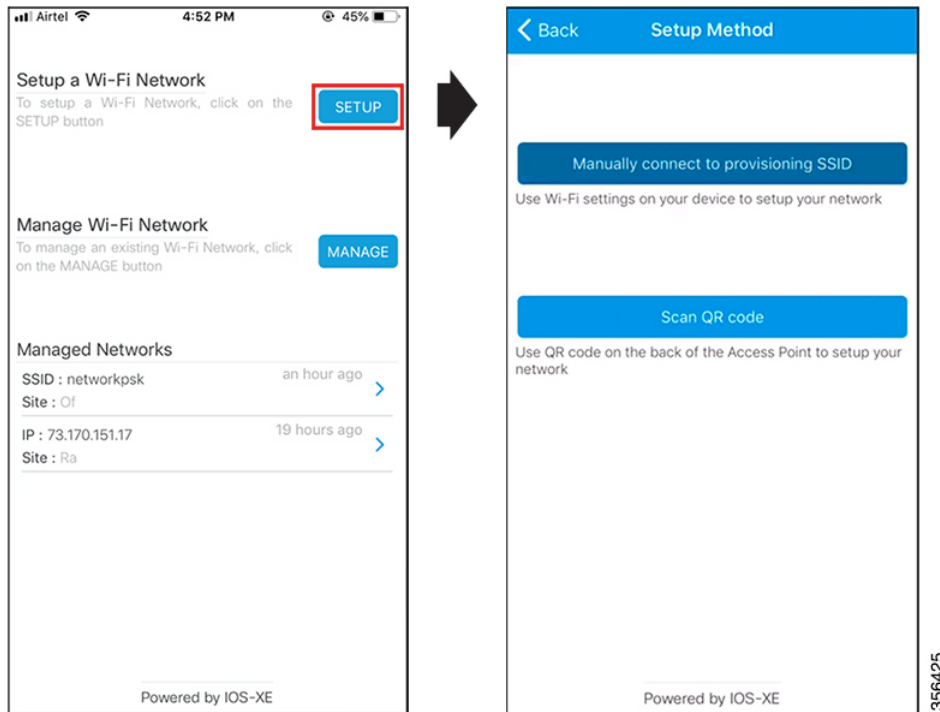 Airtel 4:52 PM 45%
Setup a Wi-Fi Network
To setup a Wi-Fi Network, click on the
SETUP button
SETUP
Manage Wi-Fi Network
To manage an existing Wi-Fi Network, click
on the MANAGE button
MANAGE
Managed Networks
SSID : networkpsk an hour ago
Site : Of
IP : 73.170.151.17 19 hours ago
Site : Ra
Powered by IOS-XE
Back Setup Method
Manually connect to provisioning SSID
Use Wi-Fi settings on your device to setup your network
Scan QR code
Use QR code on the back of the Access Point to setup your
network
Powered by IOS-XE
356425